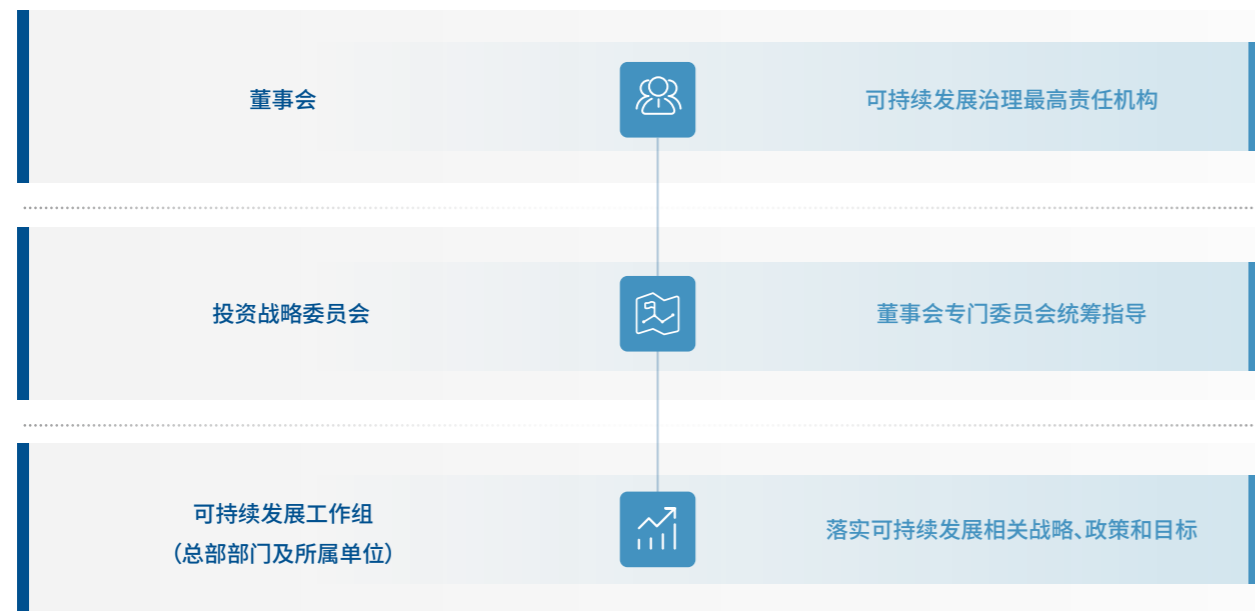 董事会
可持续发展治理最高责任机构
投资战略委员会
董事会专门委员会统筹指导
可持续发展工作组
（总部部门及所属单位）
落实可持续发展相关战略、政策和目标